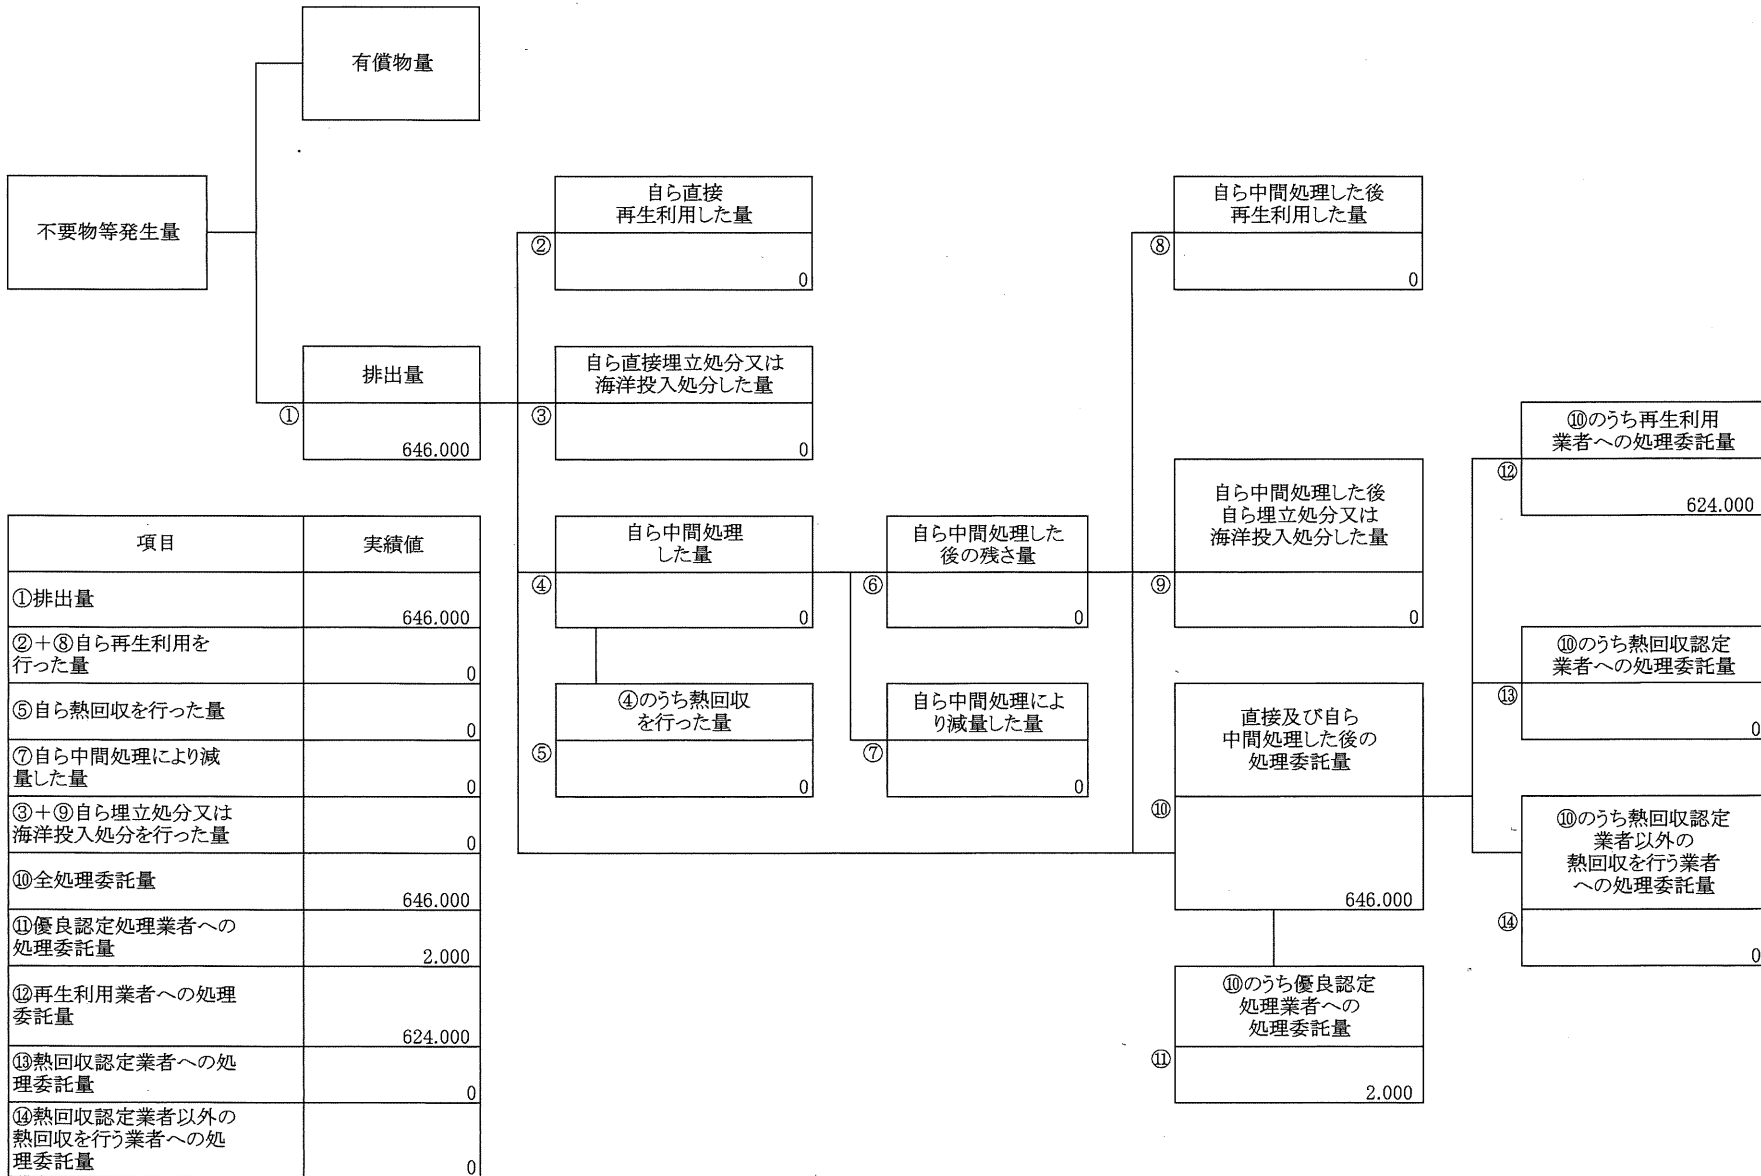 有償物量
不要物等発生量
自ら直接
再生利用した量
②
0
自ら中間処理した後
再生利用した量
⑧
0
排出量
①
646.000
自ら直接埋立処分又は
海洋投入処分した量
③
0
⑩のうち再生利用
業者への処理委託量
⑫
624.000
自ら中間処理
した量
④
0
自ら中間処理した
後の残さ量
⑥
0
自ら中間処理した後
自ら埋立処分又は
海洋投入処分した量
⑨
0
⑩のうち熱回収認定
業者への処理委託量
⑬
0
④のうち熱回収
を行った量
⑤
0
自ら中間処理によ
り減量した量
⑦
0
直接及び自ら
中間処理した後の
処理委託量
⑩
646.000
⑩のうち熱回収認定
業者以外の
熱回収を行う業者
への処理委託量
⑭
0
⑩のうち優良認定
処理業者への
処理委託量
⑪
2.000
項目 実績値
①排出量
646.000
②＋⑧自ら再生利用を
行った量
0
⑤自ら熱回収を行った量
0
⑦自ら中間処理により減
量した量
0
③＋⑨自ら埋立処分又は
海洋投入処分を行った量
0
⑩全処理委託量
646.000
⑪優良認定処理業者への
処理委託量
2.000
⑫再生利用業者への処理
委託量
624.000
⑬熱回収認定業者への処
理委託量
0
⑭熱回収認定業者以外の
熱回収を行う業者への処
理委託量
0